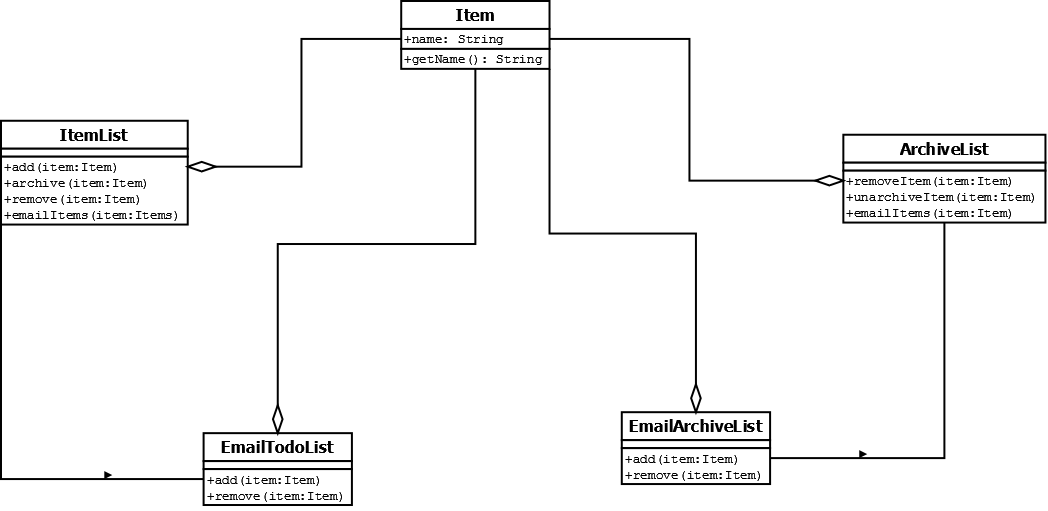 Item
+name: String
+getName(): String
ItemList
+add(item:Item)
+archive(item:Item)
+remove(item:Item)
+emailItems(item:Items)
ArchiveList
+removeItem(item:Item)
+unarchiveItem(item:Item)
+emailItems(item:Item)
EmailTodoList
+add(item:Item)
+remove(item:Item)
EmailArchiveList
+add(item:Item)
+remove(item:Item)